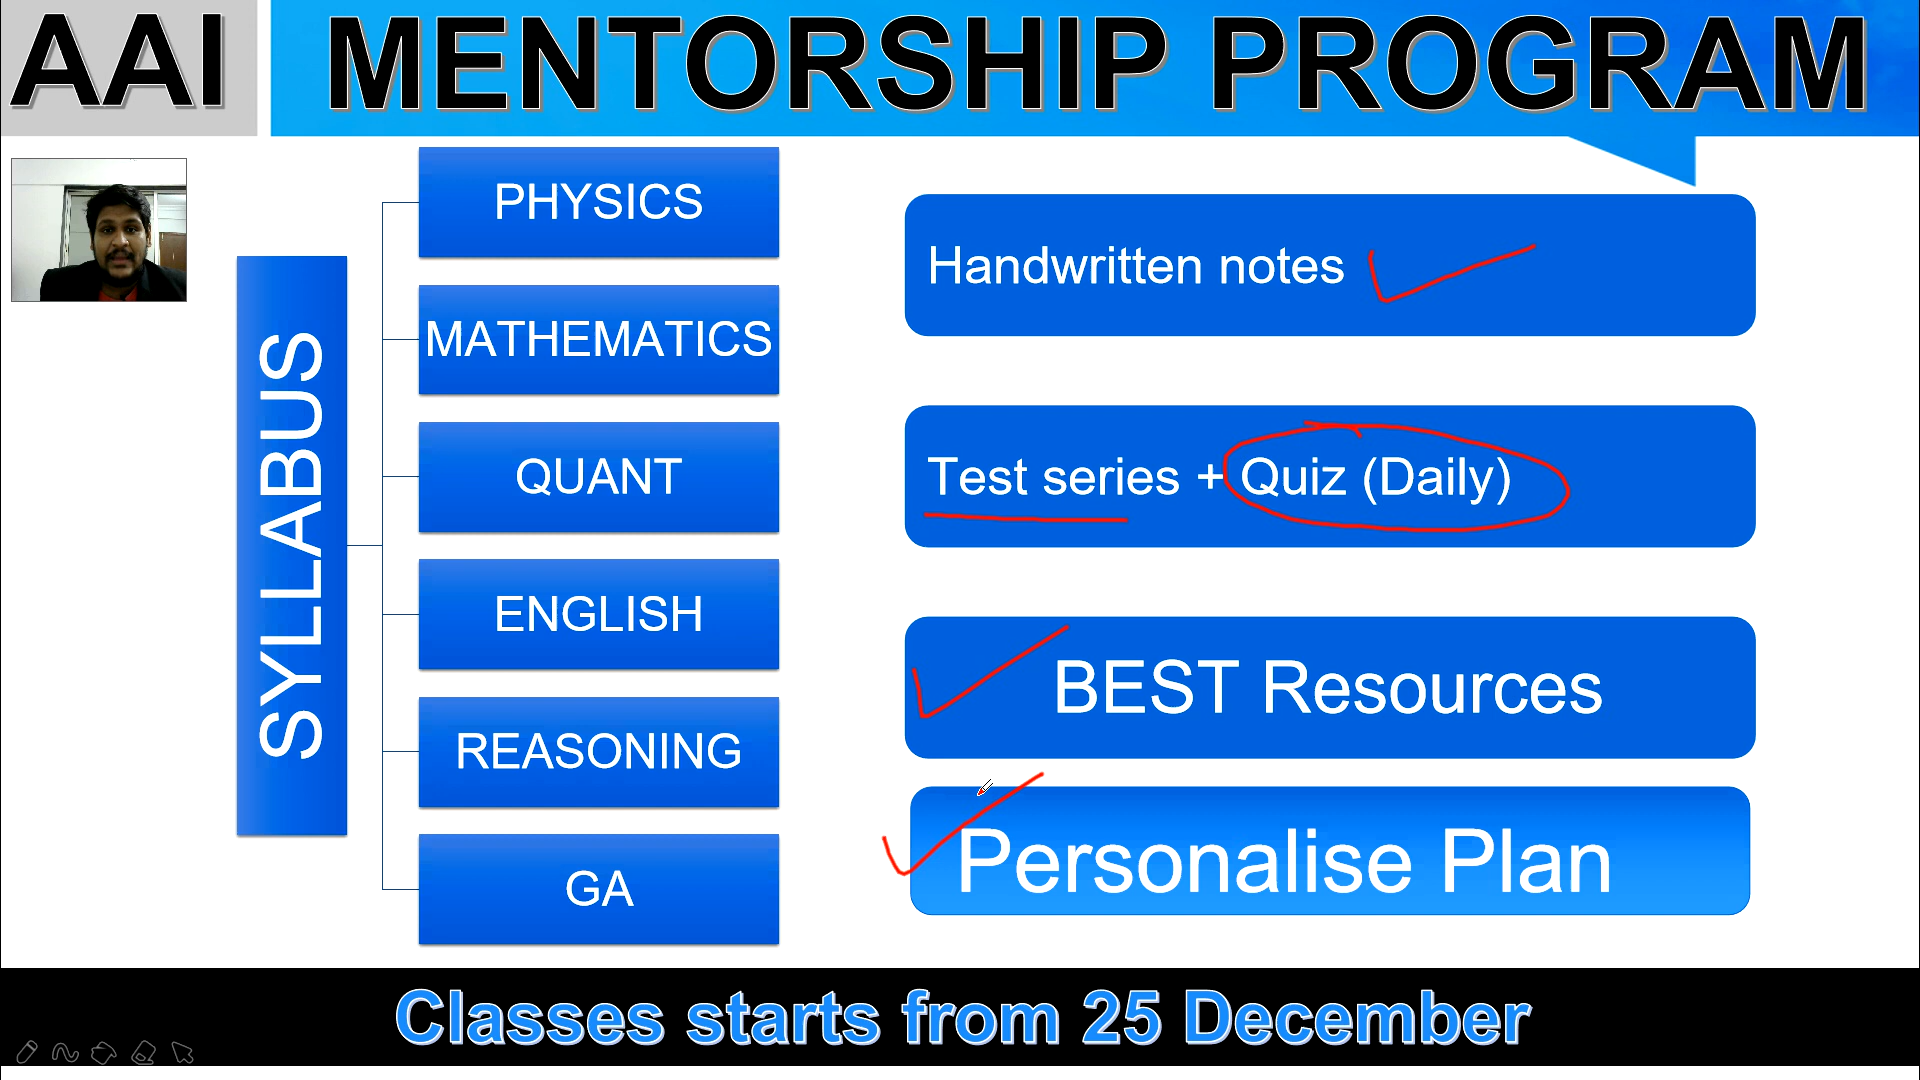 AAI MENTORSHIP PROGRAM
SYLLABUS
PHYSICS
MATHEMATICS
QUANT
ENGLISH
REASONING
GA
Handwritten notes
Test series + Quiz (Daily)
BEST Resources
Personalise Plan
Classes starts from 25 December